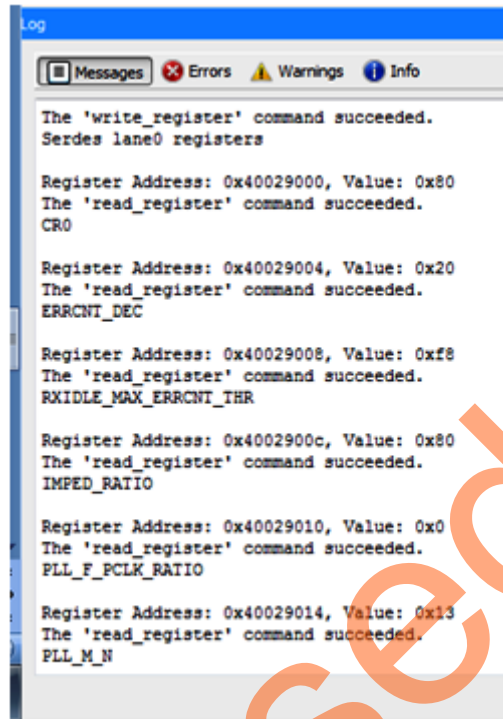 Log
Messages Errors Warnings Info
The 'write_register' command succeeded.
Serdes lane0 registers
Register Address: 0x40029000, Value: 0x80
The 'read_register' command succeeded.
CR0
Register Address: 0x40029004, Value: 0x20
The 'read_register' command succeeded.
ERRCNT_DEC
Register Address: 0x40029008, Value: 0xf8
The 'read_register' command succeeded.
RXIDLE_MAX_ERRCNT_THR
Register Address: 0x4002900c, Value: 0x80
The 'read_register' command succeeded.
IMPED_RATIO
Register Address: 0x40029010, Value: 0x0
The 'read_register' command succeeded.
PLL_F_PCLK_RATIO
Register Address: 0x40029014, Value: 0x13
The 'read_register' command succeeded.
PLL_M_N
sed